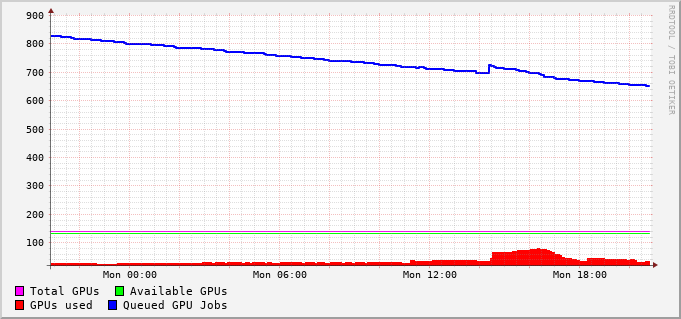 900
800
700
600
500
400
300
200
100
Mon 00:00 Mon 06:00 Mon 12:00 Mon 18:00
Total GPUs Available GPUs
GPUs used Queued GPU Jobs
RRDTOOL / TOBI OETIKER